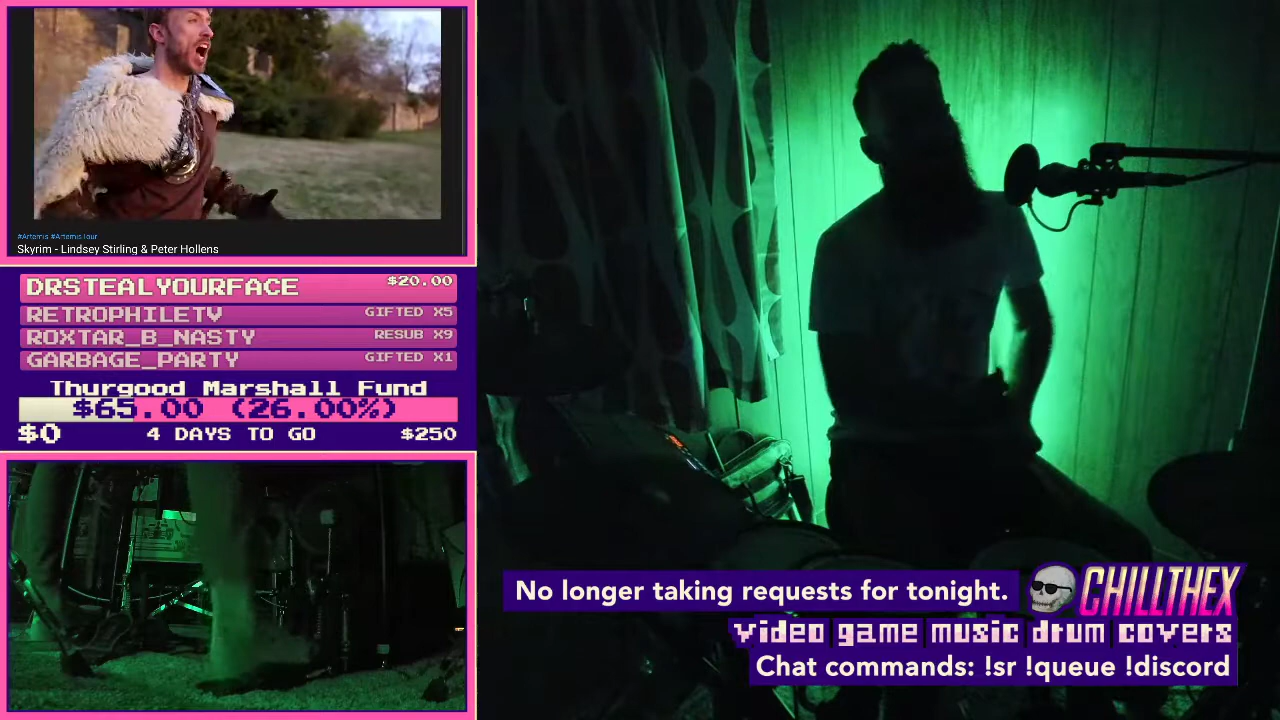 #Artemis #ArtemisTour
Skyrim - Lindsey Stirling & Peter Hollens
DRSTEALYOURFACE $20.00
RETROPHILETV GIFTED X5
ROXTAR_B_NASTY RESUB X9
GARBAGE_PARTY GIFTED X1
Thurgood Marshall Fund
$65.00 (26.00%)
$0 4 DAYS TO GO $250
No longer taking requests for tonight.
CHILLTHEX
video game music drum covers
Chat commands: !sr !queue !discord